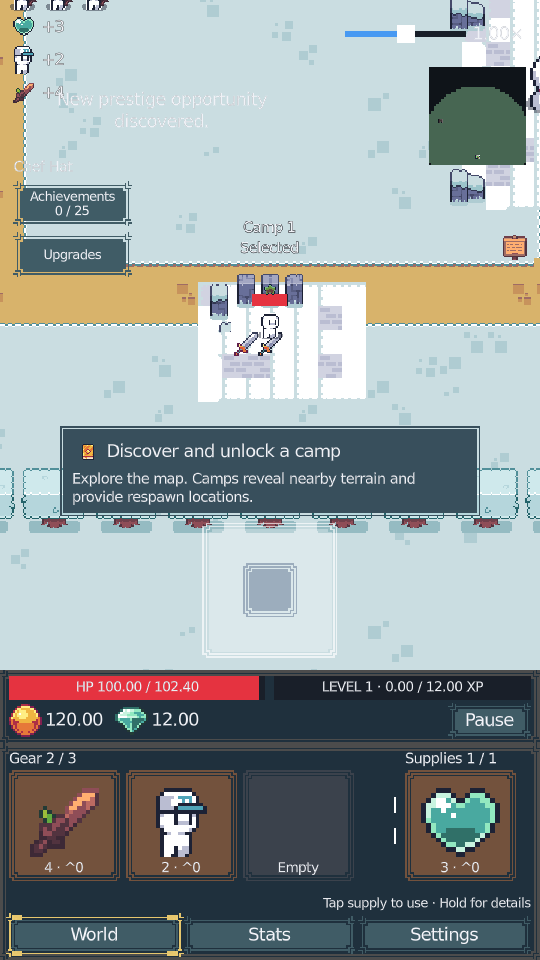 +3
1.00×
+2
+4
New prestige opportunity
discovered.
Achievements
0 / 25
Upgrades
Camp 1
Selected
Discover and unlock a camp
Explore the map. Camps reveal nearby terrain and
provide respawn locations.
HP 100.00 / 102.40
LEVEL 1 · 0.00 / 12.00 XP
120.00
12.00
Pause
Gear 2 / 3
Supplies 1 / 1
4 · ^0
2 · ^0
Empty
3 · ^0
Tap supply to use · Hold for details
World
Stats
Settings